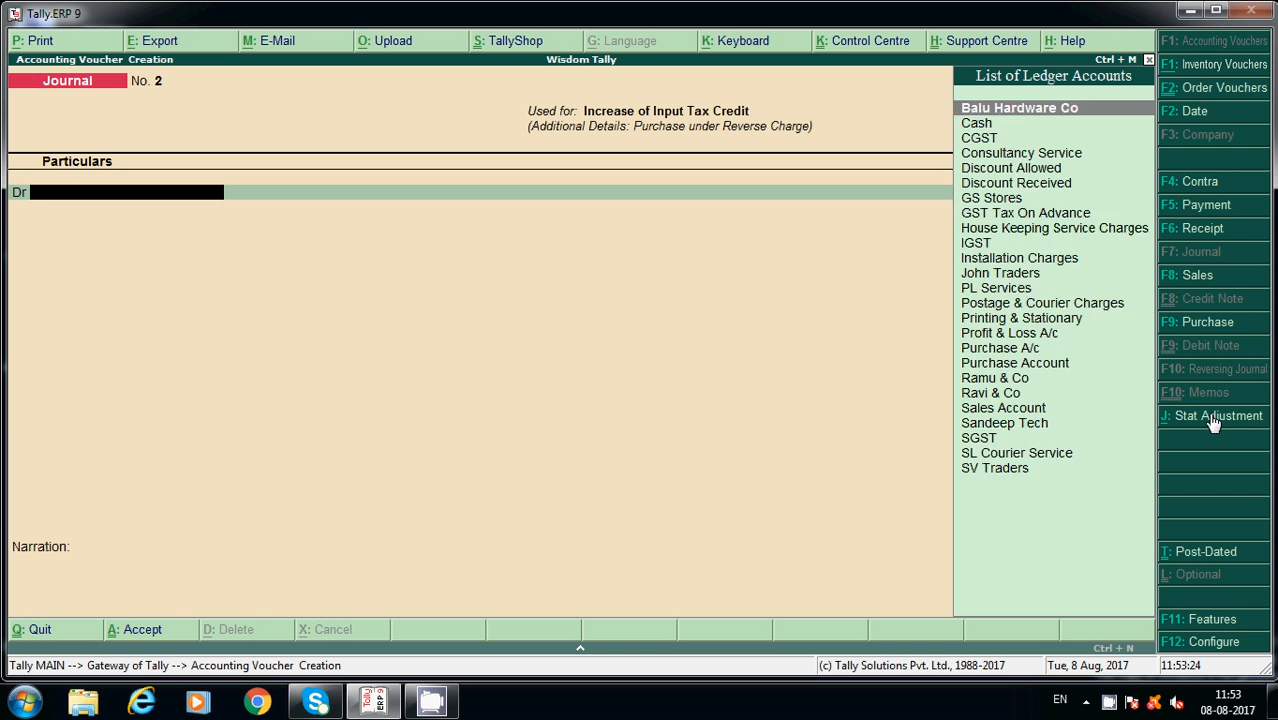 Tally.ERP 9
P: Print
E: Export
M: E-Mail
O: Upload
S: TallyShop
G: Language
K: Keyboard
K: Control Centre
H: Support Centre
H: Help
Accounting Voucher Creation
Wisdom Tally
Ctrl + M
Journal
No. 2
Used for: Increase of Input Tax Credit
(Additional Details: Purchase under Reverse Charge)
Particulars
Dr
Narration:
List of Ledger Accounts
Balu Hardware Co
Cash
CGST
Consultancy Service
Discount Allowed
Discount Received
GS Stores
GST Tax On Advance
House Keeping Service Charges
IGST
Installation Charges
John Traders
PL Services
Postage & Courier Charges
Printing & Stationary
Profit & Loss A/c
Purchase A/c
Purchase Account
Ramu & Co
Ravi & Co
Sales Account
Sandeep Tech
SGST
SL Courier Service
SV Traders
F1: Accounting Vouchers
F1: Inventory Vouchers
F2: Order Vouchers
F2: Date
F3: Company
F4: Contra
F5: Payment
F6: Receipt
F7: Journal
F8: Sales
F8: Credit Note
F9: Purchase
F9: Debit Note
F10: Reversing Journal
F10: Memos
J: Stat Adjustment
T: Post-Dated
L: Optional
F11: Features
F12: Configure
Q: Quit
A: Accept
D: Delete
X: Cancel
Ctrl + N
Tally MAIN --> Gateway of Tally --> Accounting Voucher Creation
(c) Tally Solutions Pvt. Ltd., 1988-2017
Tue, 8 Aug, 2017
11:53:24
Tally
ERP 9
EN
11:53
08-08-2017